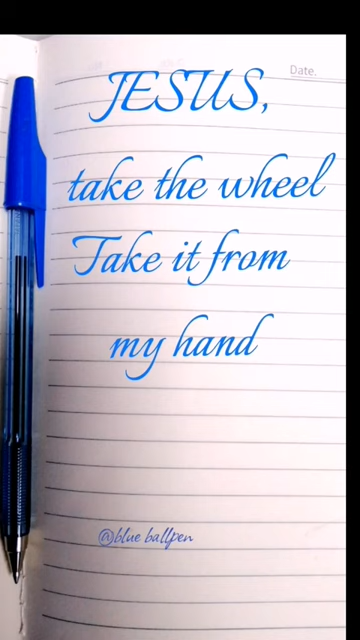 Date.
JESUS,
take the wheel
Take it from
my hand
@blue ballpen